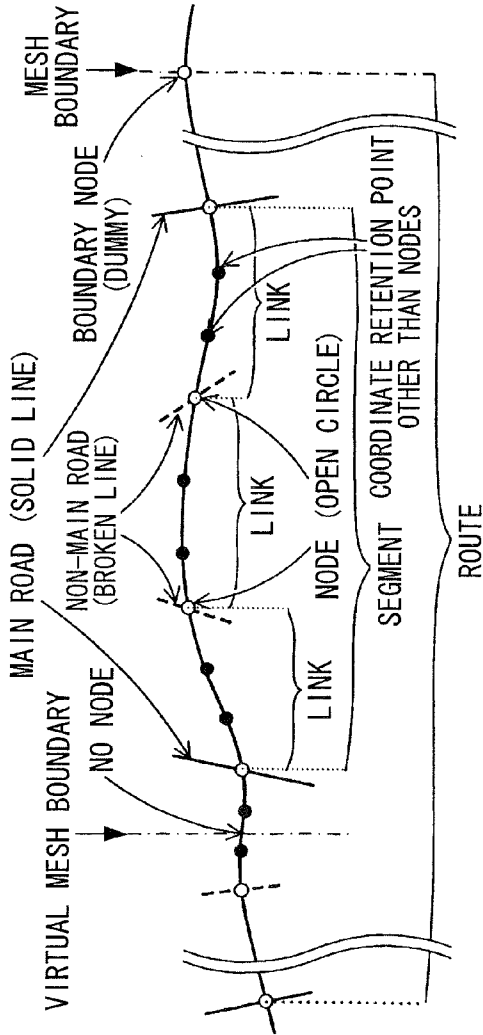 VIRTUAL MESH BOUNDARY
NO NODE
MAIN ROAD (SOLID LINE)
NON-MAIN ROAD
(BROKEN LINE)
BOUNDARY NODE
(DUMMY)
MESH
BOUNDARY
LINK
LINK
LINK
NODE (OPEN CIRCLE)
COORDINATE RETENTION POINT
OTHER THAN NODES
SEGMENT
ROUTE